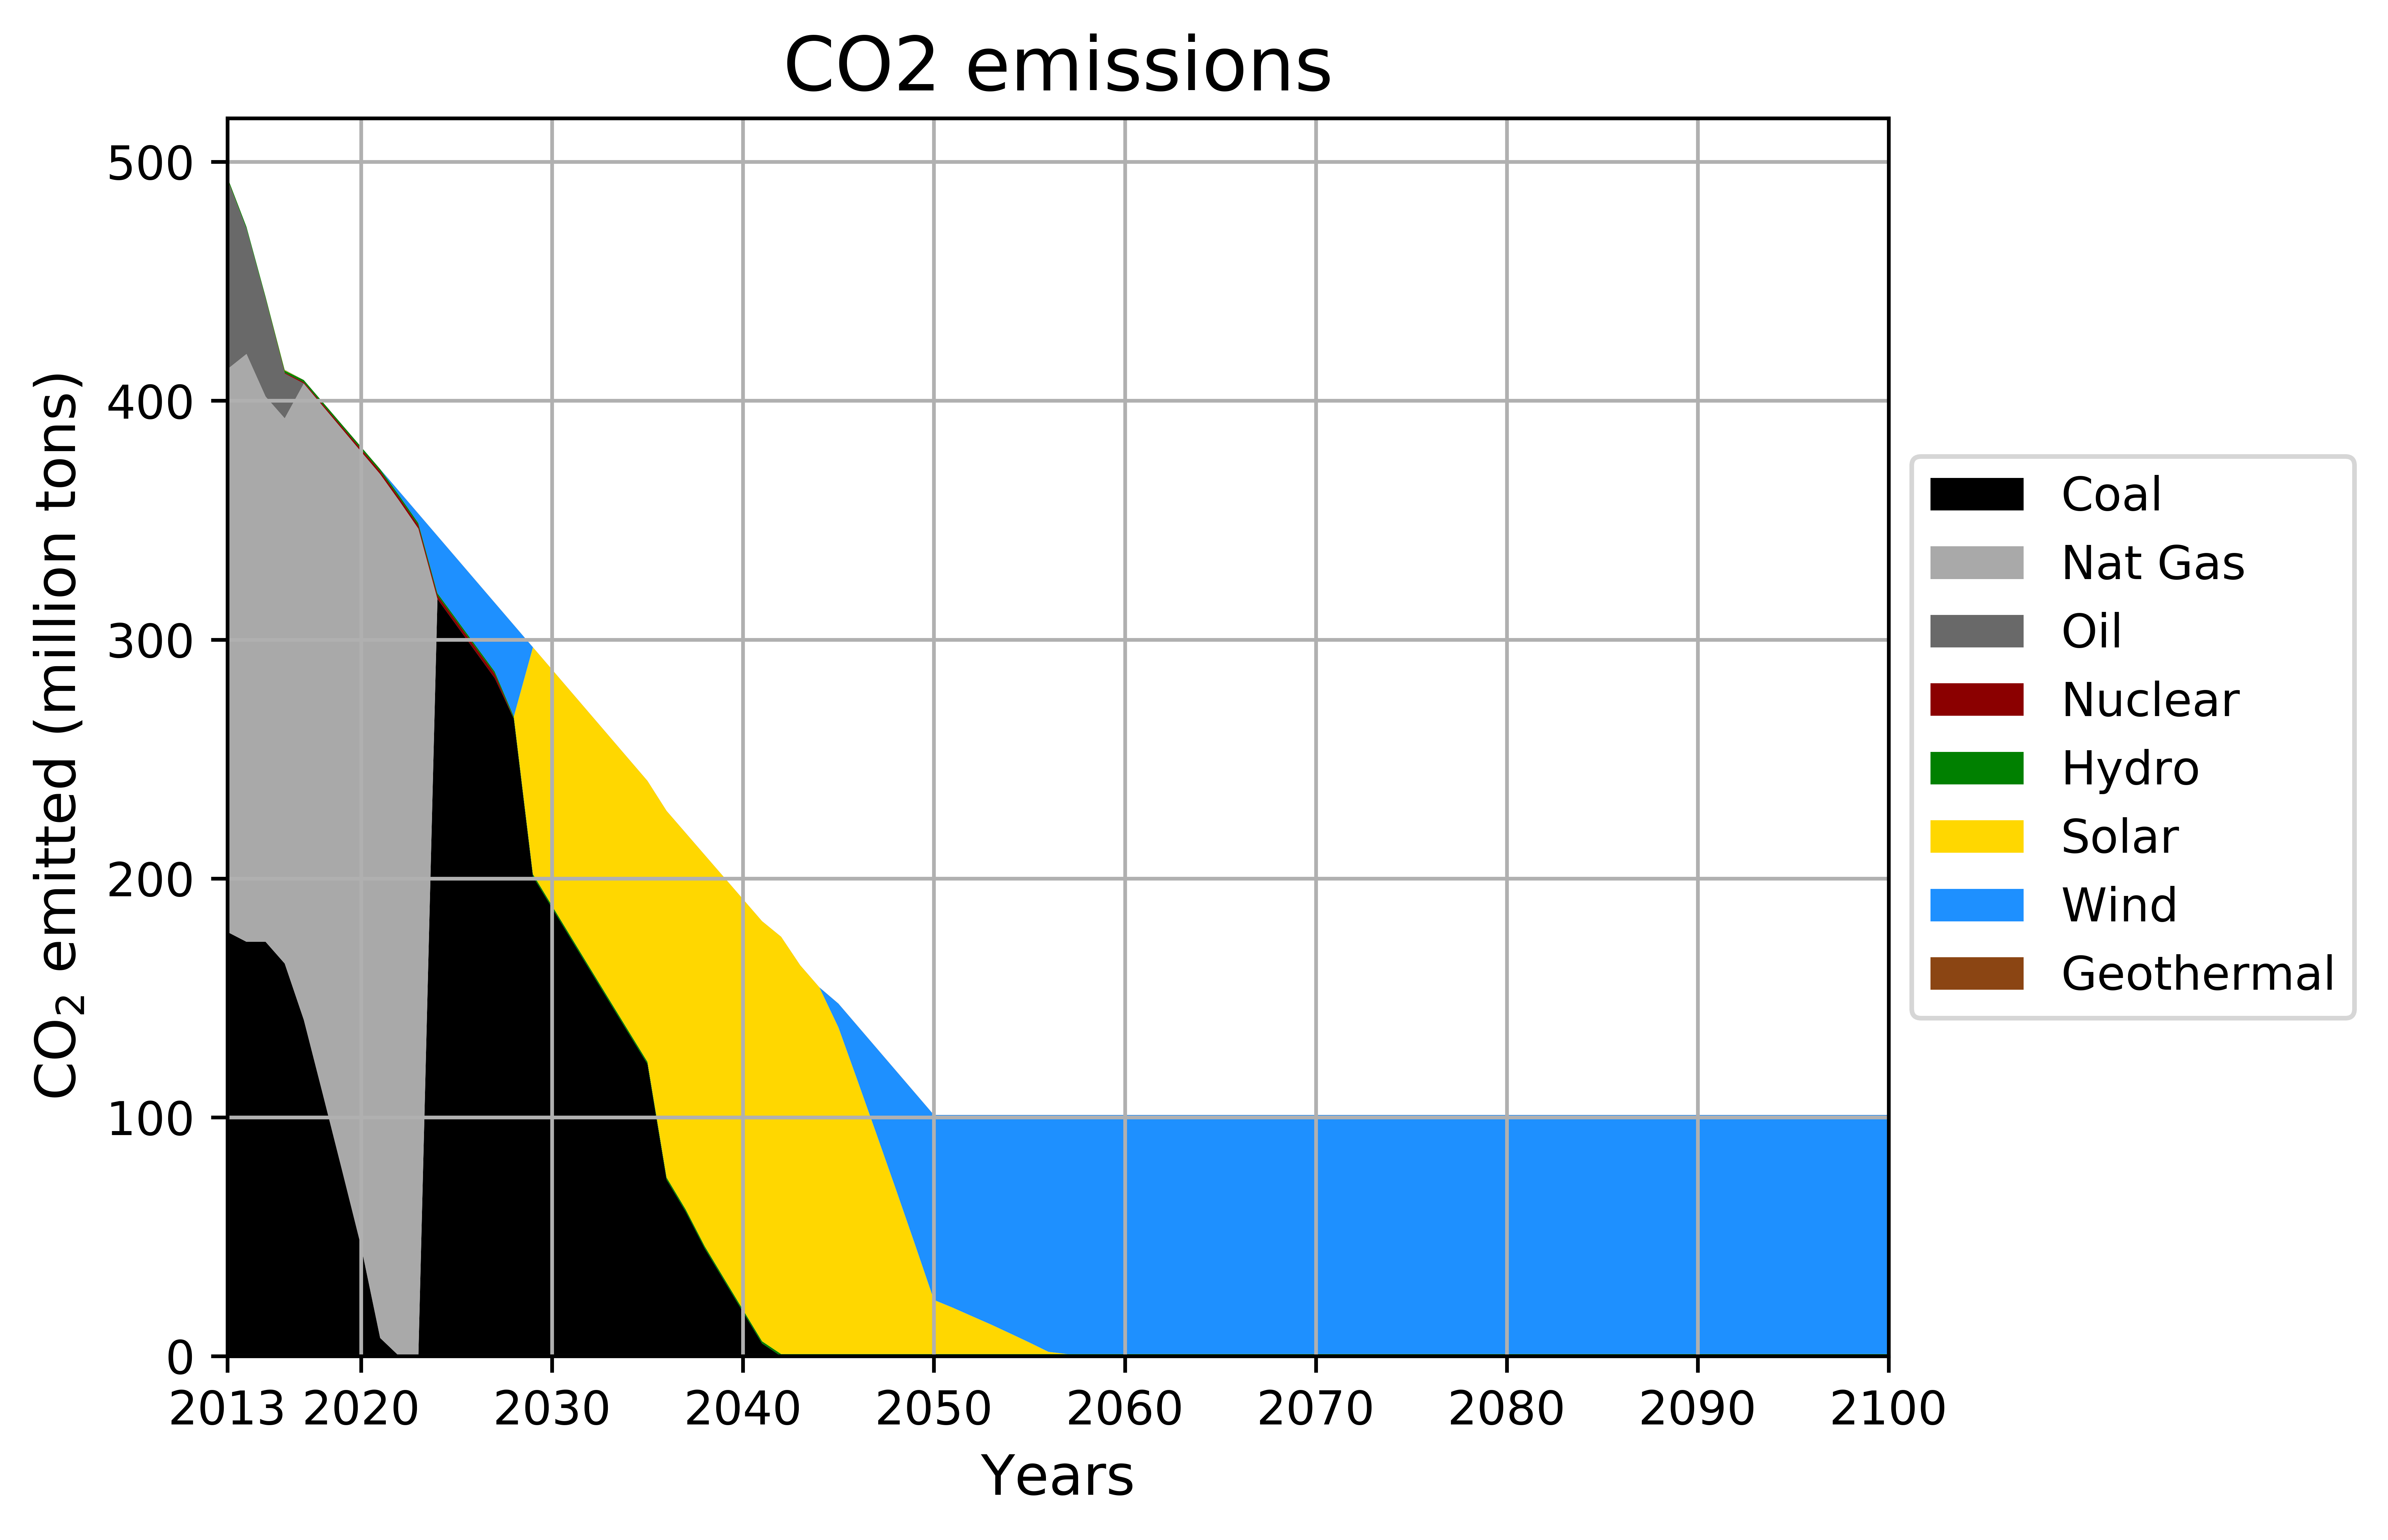 CO2 emissions
CO₂ emitted (million tons)
500
400
300
200
100
0
2013 2020 2030 2040 2050 2060 2070 2080 2090 2100
Years
Coal
Nat Gas
Oil
Nuclear
Hydro
Solar
Wind
Geothermal